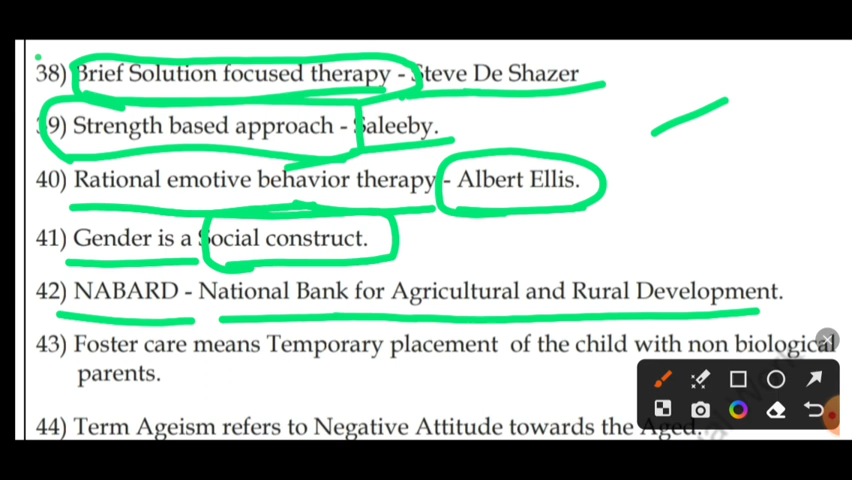 38) Brief Solution focused therapy - Steve De Shazer
39) Strength based approach - Saleeby.
40) Rational emotive behavior therapy - Albert Ellis.
41) Gender is a Social construct.
42) NABARD - National Bank for Agricultural and Rural Development.
43) Foster care means Temporary placement of the child with non biological
parents.
44) Term Ageism refers to Negative Attitude towards the Aged.